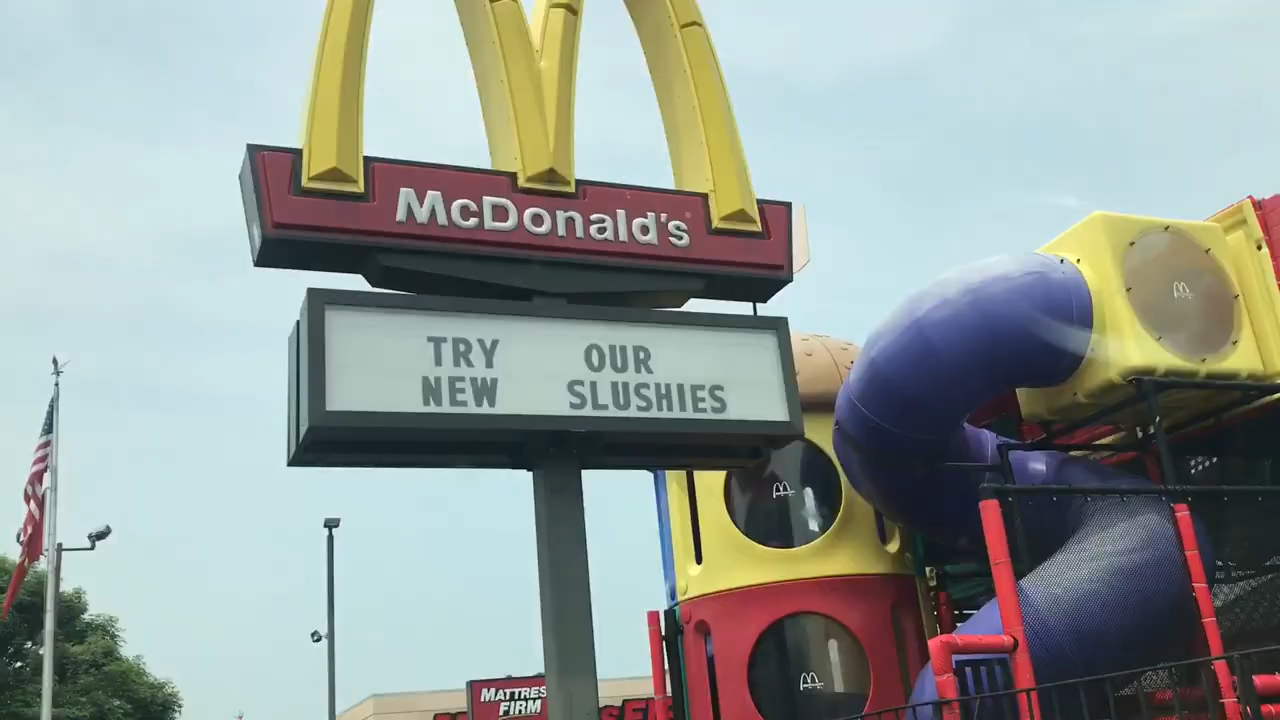 McDonald's
TRY OUR
NEW SLUSHIES
MATTRESS
FIRM